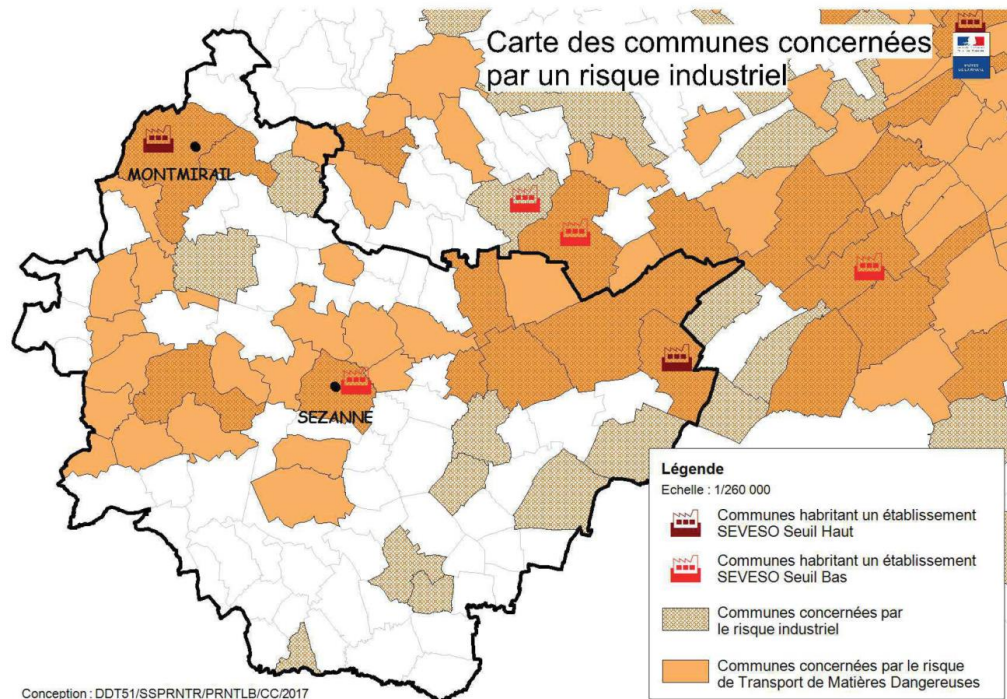 Carte des communes concernées
par un risque industriel
MONTMIRAIL
SEZANNE
Légende
Echelle : 1/260 000
Communes habritant un établissement
SEVESO Seuil Haut
Communes habritant un établissement
SEVESO Seuil Bas
Communes concernées par
le risque industriel
Communes concernées par le risque
de Transport de Matières Dangereuses
Conception : DDT51/SSPRNTR/PRNTLB/CC/2017